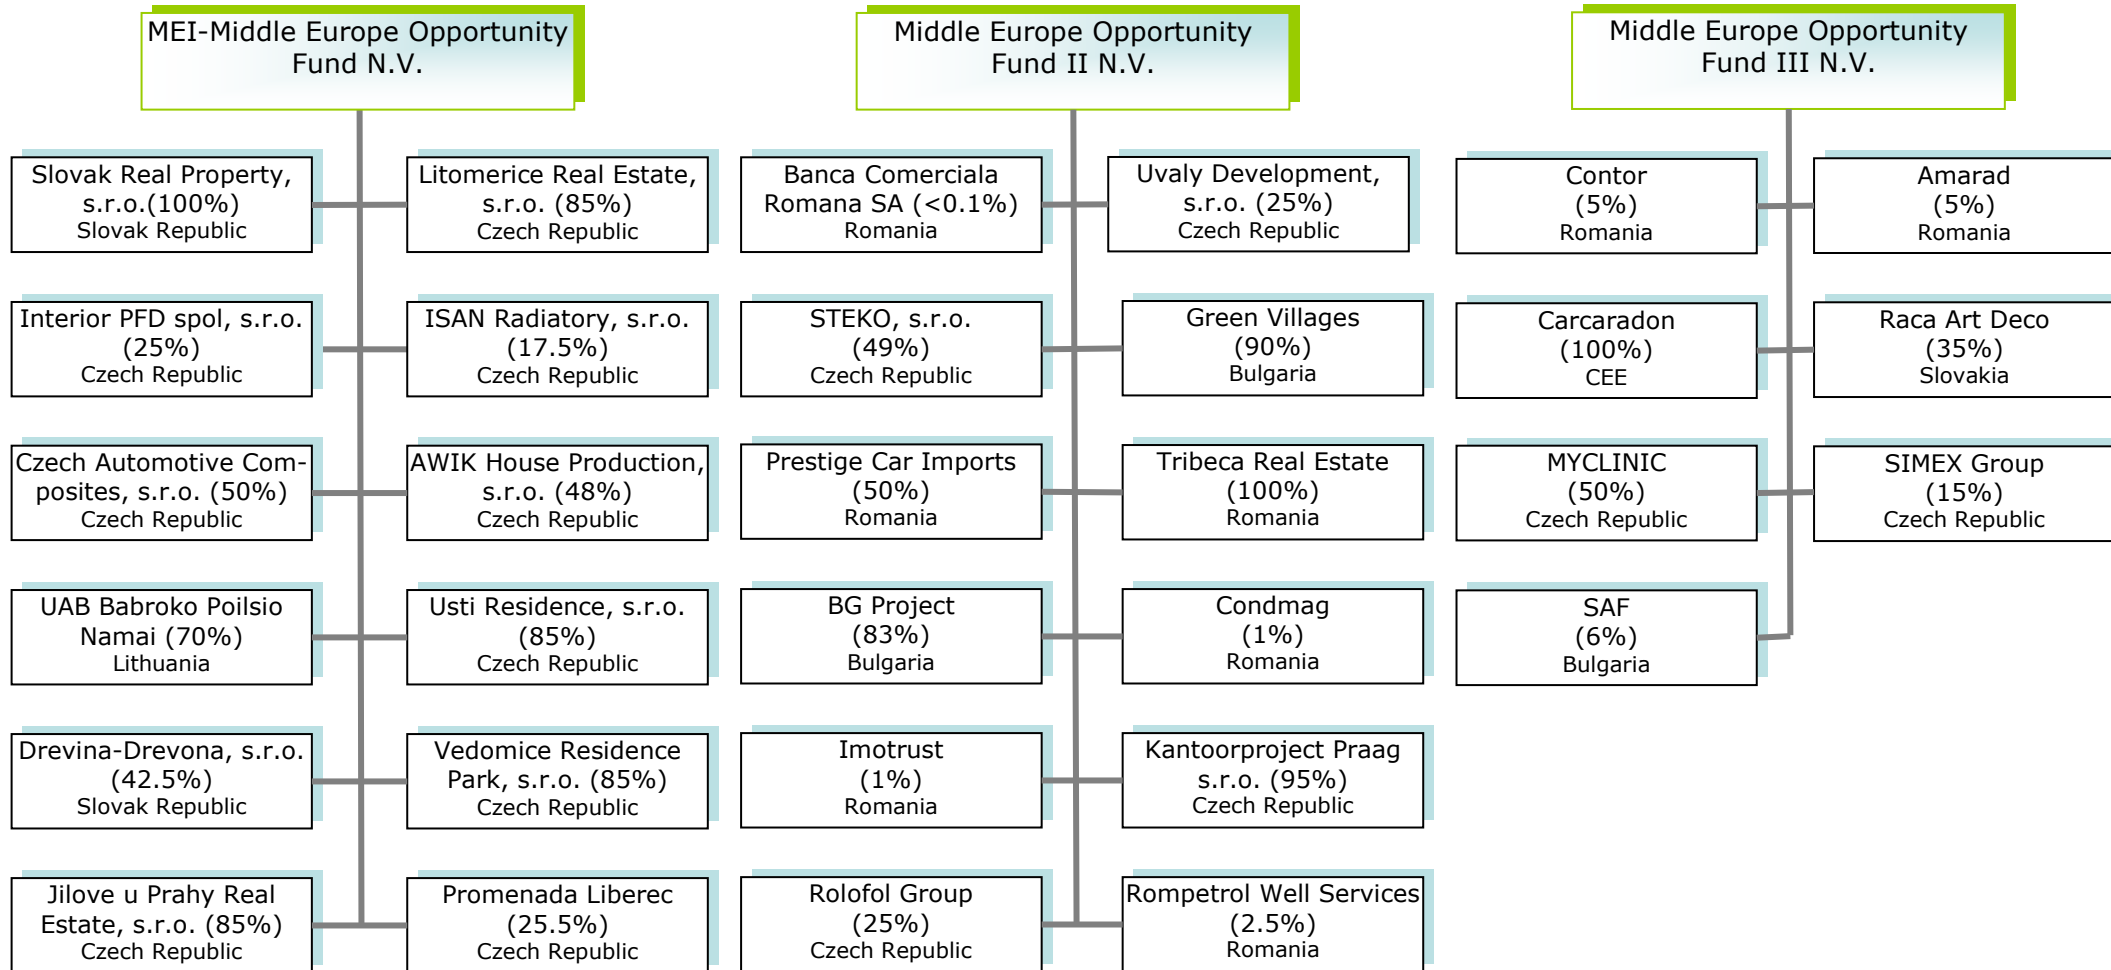 MEI-Middle Europe Opportunity
Fund N.V.
Slovak Real Property,
s.r.o.(100%)
Slovak Republic
Litomerice Real Estate,
s.r.o. (85%)
Czech Republic
Interior PFD spol, s.r.o.
(25%)
Czech Republic
ISAN Radiatory, s.r.o.
(17.5%)
Czech Republic
Czech Automotive Com-
posites, s.r.o. (50%)
Czech Republic
AWIK House Production,
s.r.o. (48%)
Czech Republic
UAB Babroko Poilsio
Namai (70%)
Lithuania
Usti Residence, s.r.o.
(85%)
Czech Republic
Drevina-Drevona, s.r.o.
(42.5%)
Slovak Republic
Vedomice Residence
Park, s.r.o. (85%)
Czech Republic
Jilove u Prahy Real
Estate, s.r.o. (85%)
Czech Republic
Promenada Liberec
(25.5%)
Czech Republic
Middle Europe Opportunity
Fund II N.V.
Banca Comerciala
Romana SA (<0.1%)
Romania
Uvaly Development,
s.r.o. (25%)
Czech Republic
STEKO, s.r.o.
(49%)
Czech Republic
Green Villages
(90%)
Bulgaria
Prestige Car Imports
(50%)
Romania
Tribeca Real Estate
(100%)
Romania
BG Project
(83%)
Bulgaria
Condmag
(1%)
Romania
Imotrust
(1%)
Romania
Kantoorproject Praag
s.r.o. (95%)
Czech Republic
Rolofol Group
(25%)
Czech Republic
Rompetrol Well Services
(2.5%)
Romania
Middle Europe Opportunity
Fund III N.V.
Contor
(5%)
Romania
Amarad
(5%)
Romania
Carcaradon
(100%)
CEE
Raca Art Deco
(35%)
Slovakia
MYCLINIC
(50%)
Czech Republic
SIMEX Group
(15%)
Czech Republic
SAF
(6%)
Bulgaria